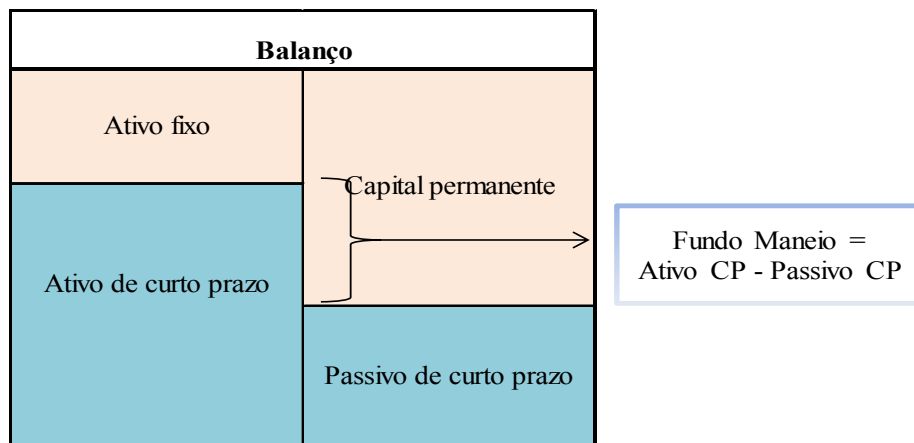 Balanço
Ativo fixo
Capital permanente
Ativo de curto prazo
Passivo de curto prazo
Fundo Maneio =
Ativo CP - Passivo CP